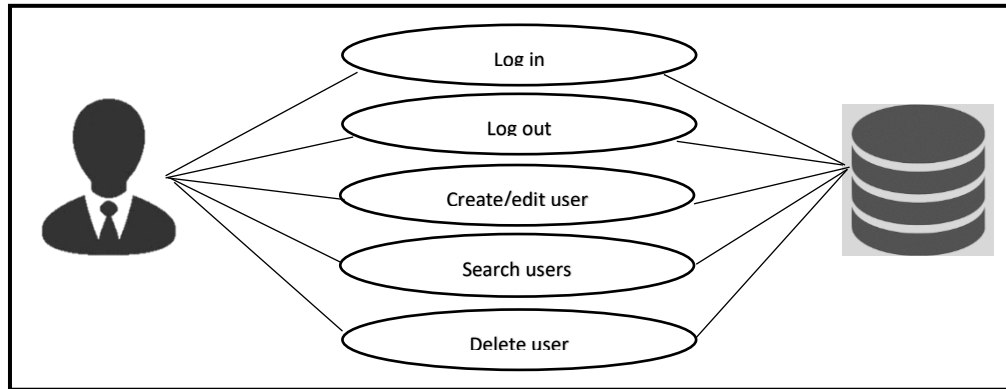 Log in
Log out
Create/edit user
Search users
Delete user